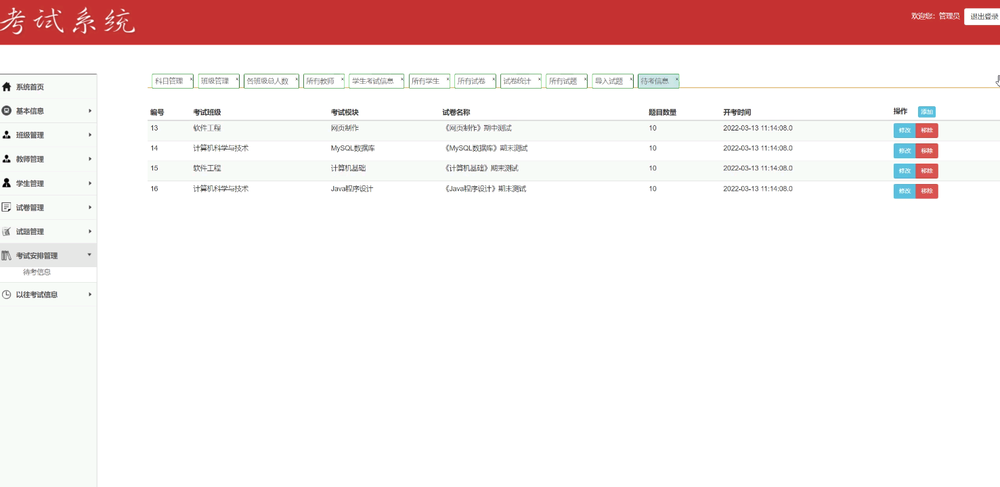 考试系统
欢迎您：管理员 退出登录
系统首页
基本信息
班级管理
教师管理
学生管理
试卷管理
试题管理
考试安排管理
待考信息
以往考试信息
科目管理 × 班级管理 × 各班级总人数 × 所有教师 × 学生考试信息 × 所有学生 × 所有试卷 × 试卷统计 × 所有试题 × 导入试题 × 待考信息 ×
编号 考试班级 考试模块 试卷名称 题目数量 开考时间 操作 添加
13 软件工程 网页制作 《网页制作》期中测试 10 2022-03-13 11:14:08.0 修改 移除
14 计算机科学与技术 MySQL数据库 《MySQL数据库》期末测试 10 2022-03-13 11:14:08.0 修改 移除
15 软件工程 计算机基础 《计算机基础》期末测试 10 2022-03-13 11:14:08.0 修改 移除
16 计算机科学与技术 Java程序设计 《Java程序设计》期末测试 10 2022-03-13 11:14:08.0 修改 移除